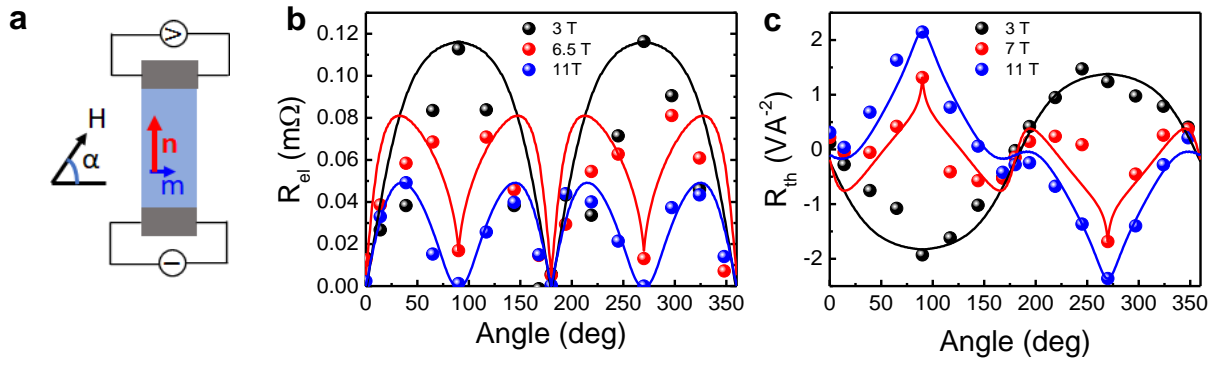 a
V
H
α
n
m
I
b
3 T
6.5 T
11T
0.12
0.10
0.08
0.06
0.04
0.02
0.00
R_el (mΩ)
0 50 100 150 200 250 300 350
Angle (deg)
c
3 T
7 T
11 T
2
1
0
-1
-2
R_th (VA^-2)
0 50 100 150 200 250 300 350
Angle (deg)